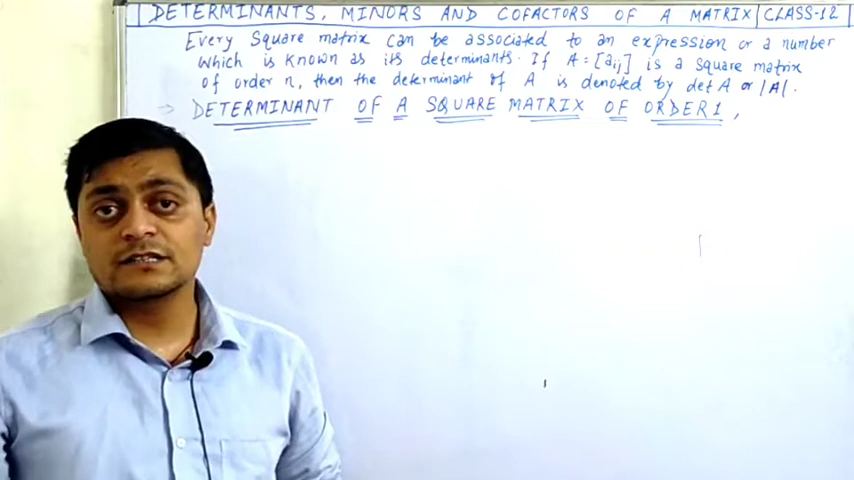 DETERMINANTS, MINORS AND COFACTORS OF A MATRIX | CLASS-12
Every Square matrix can be associated to an expression or a number
which is known as its determinants. If A = [aij] is a square matrix
of order n, then the determinant of A is denoted by det A or |A|.
⇒ DETERMINANT OF A SQUARE MATRIX OF ORDER 1,